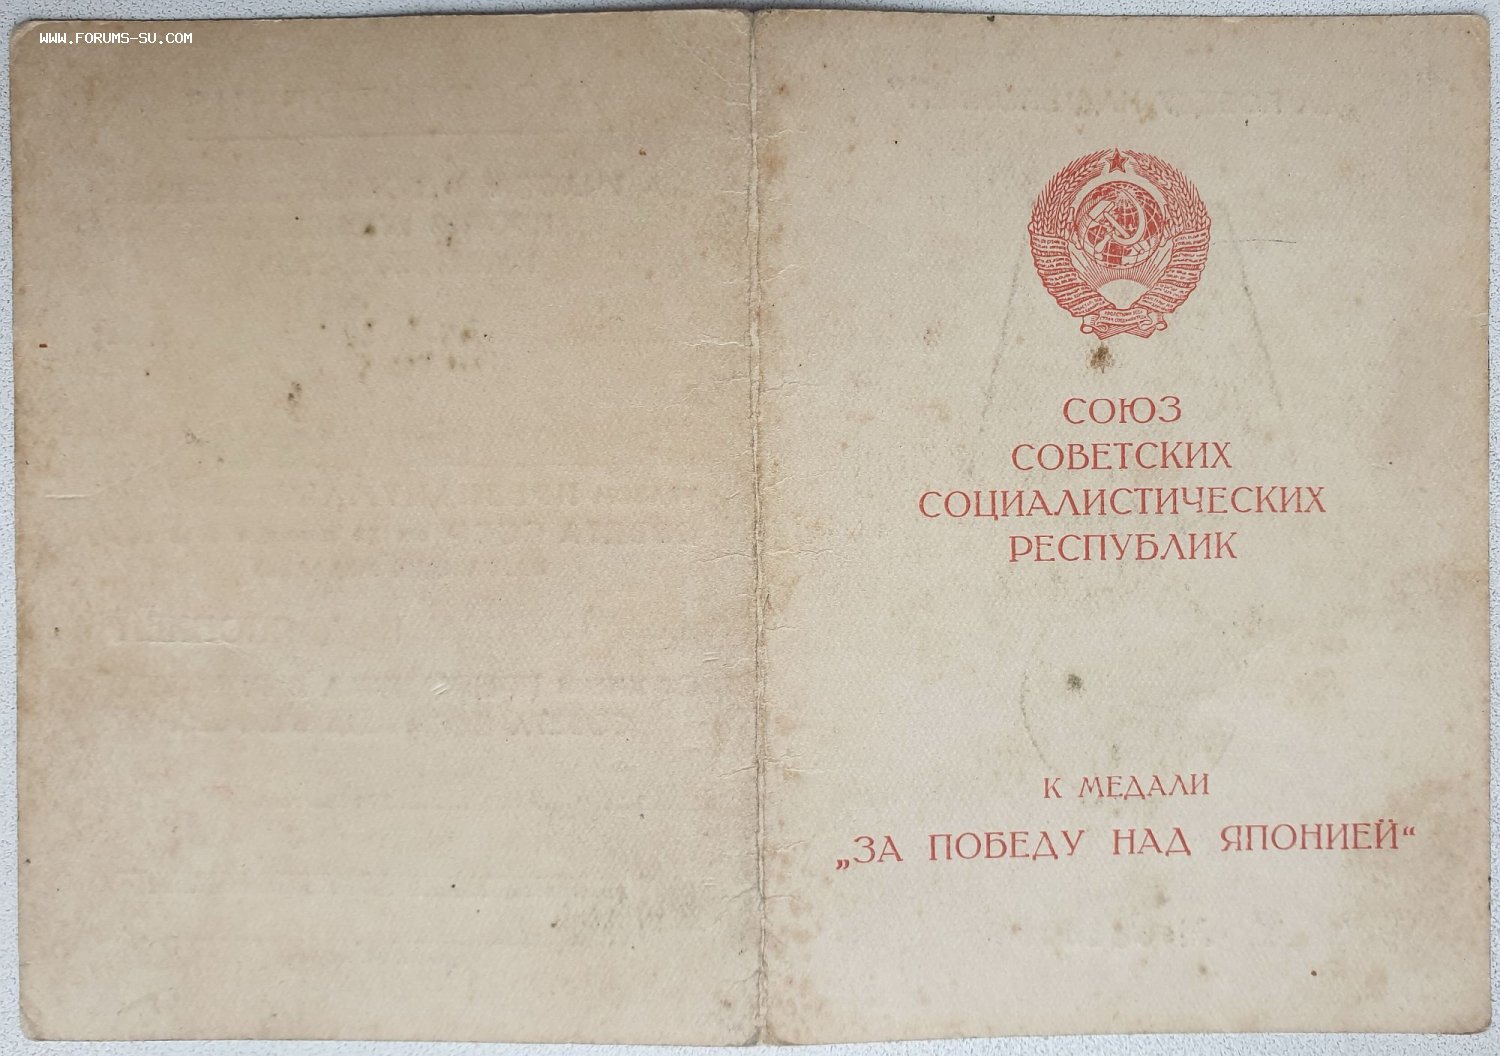 WWW.FORUMS-SU.COM
СОЮЗ
СОВЕТСКИХ
СОЦИАЛИСТИЧЕСКИХ
РЕСПУБЛИК
К МЕДАЛИ
„ЗА ПОБЕДУ НАД ЯПОНИЕЙ“